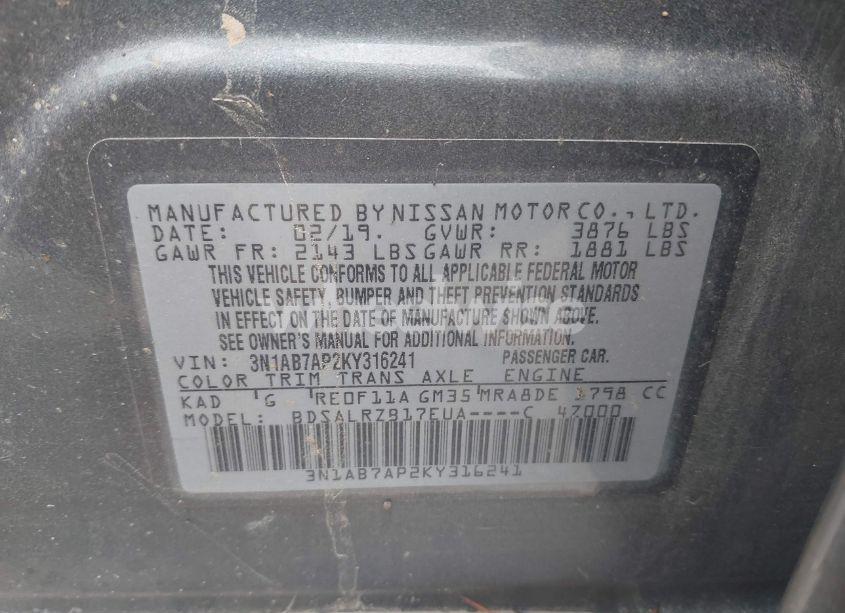 MANUFACTURED BY NISSAN MOTOR CO., LTD.
DATE: 02/19. GVWR: 3876 LBS
GAWR FR: 2143 LBS GAWR RR: 1881 LBS
THIS VEHICLE CONFORMS TO ALL APPLICABLE FEDERAL MOTOR
VEHICLE SAFETY, BUMPER AND THEFT PREVENTION STANDARDS
IN EFFECT ON THE DATE OF MANUFACTURE SHOWN ABOVE.
SEE OWNER'S MANUAL FOR ADDITIONAL INFORMATION.
VIN: 3N1AB7AP2KY316241 PASSENGER CAR.
COLOR TRIM TRANS AXLE ENGINE
KAD 'G 'RE0F11A GM35'MRA8DE 1798 CC
MODEL: BDSALRZB17EUA----C 47000
3N1AB7AP2KY316241